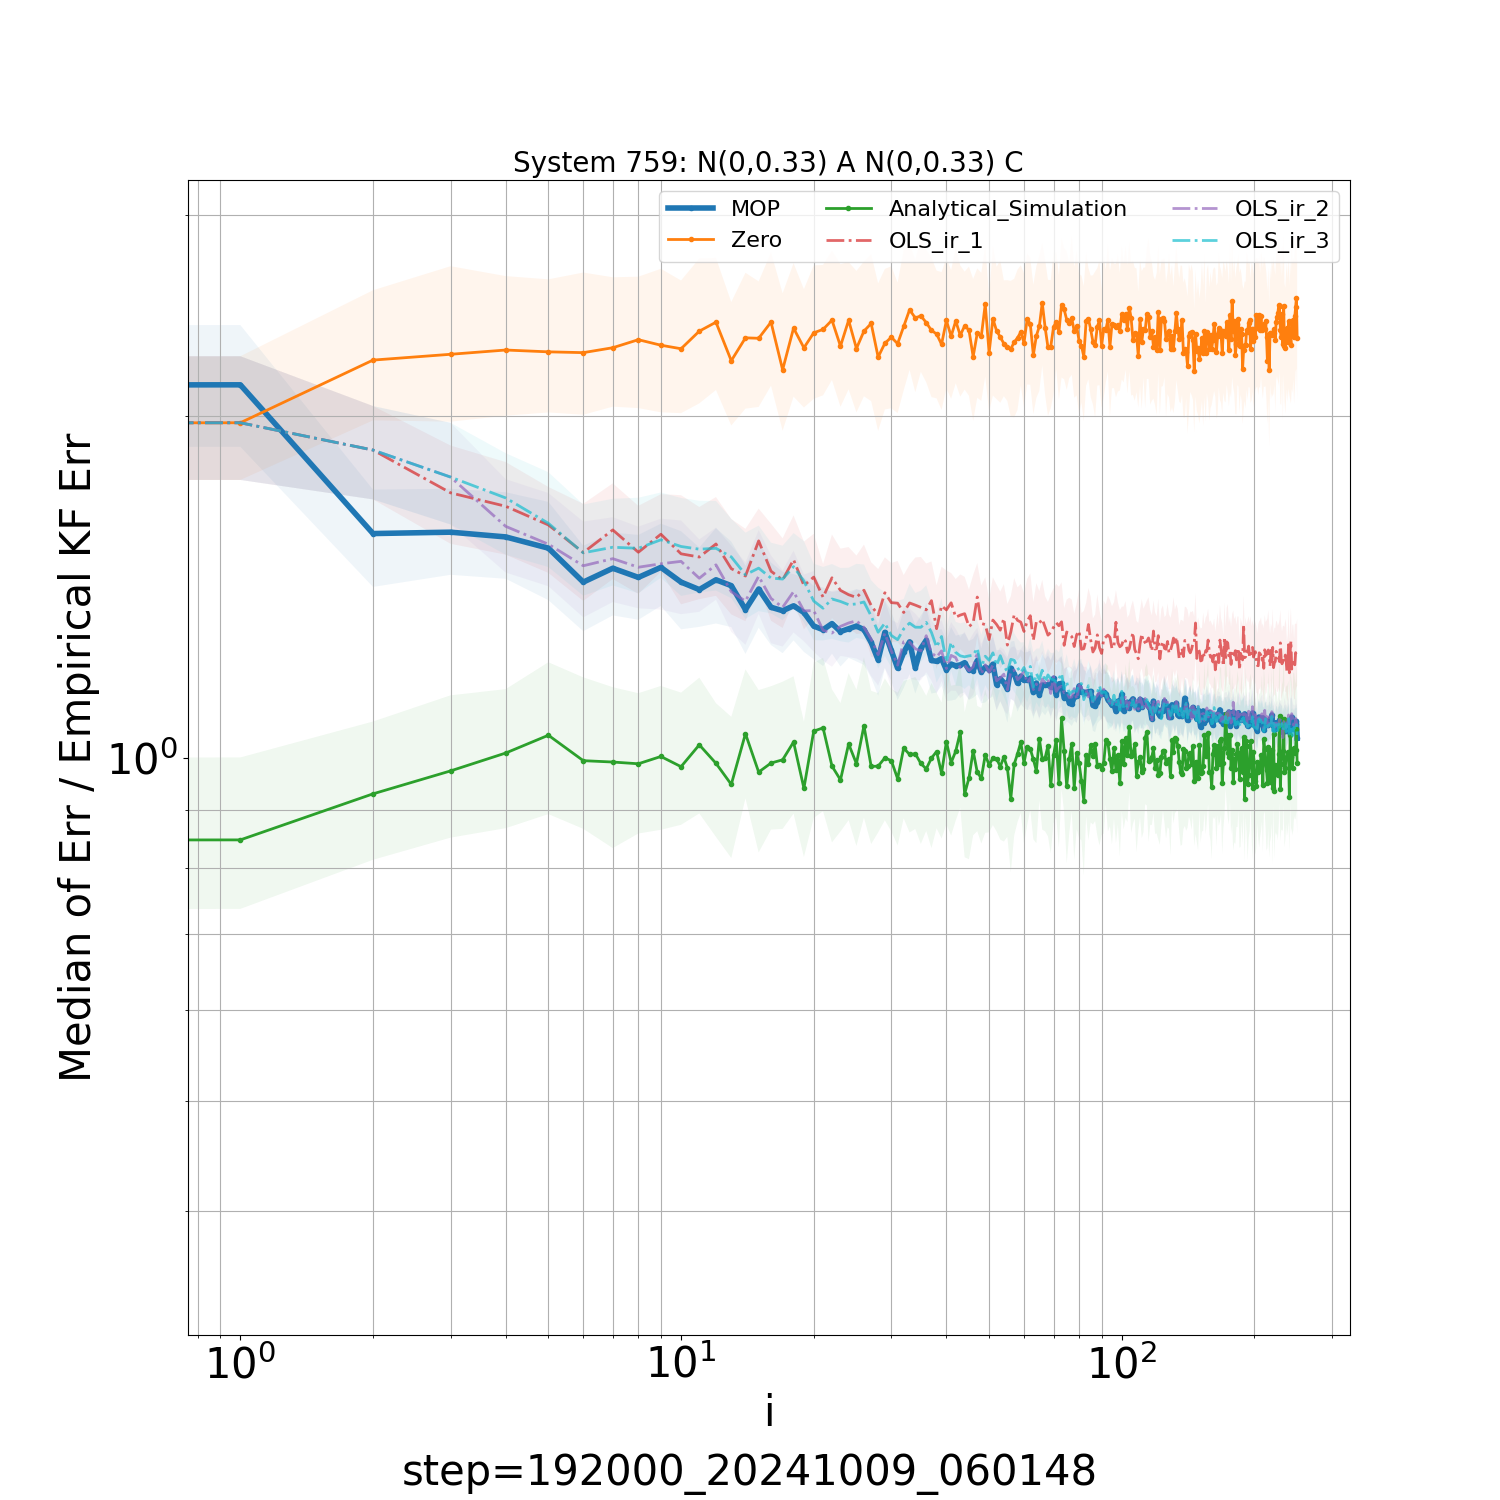 System 759: N(0,0.33) A N(0,0.33) C
MOP
Zero
Analytical_Simulation
OLS_ir_1
OLS_ir_2
OLS_ir_3
Median of Err / Empirical KF Err
10⁰
10⁰ 10¹ 10²
i
step=192000_20241009_060148